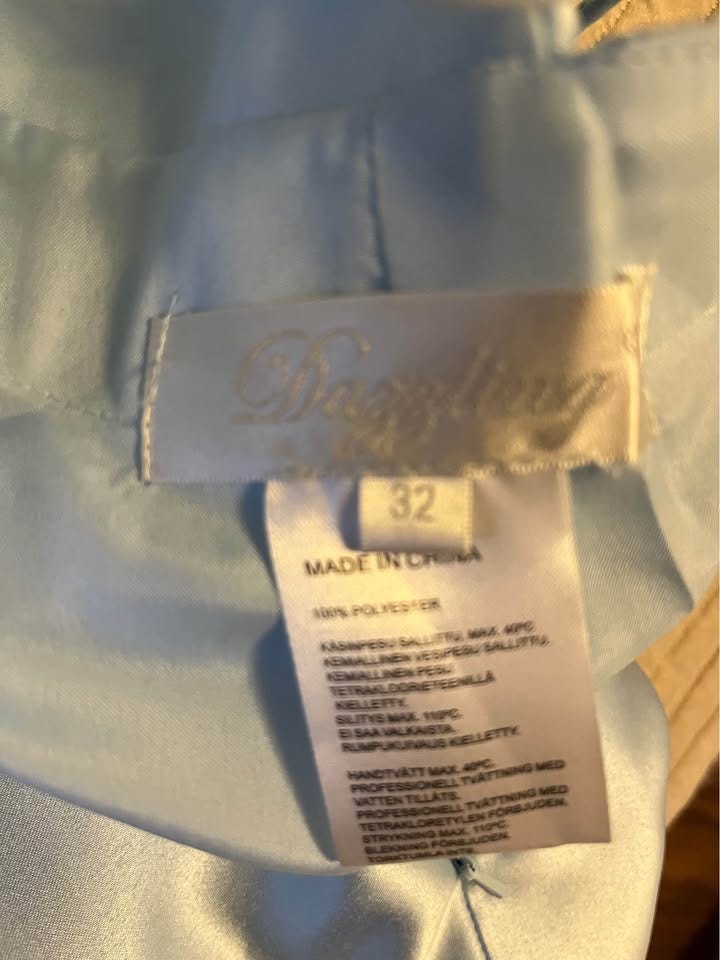 Dazzling
32
MADE IN CHINA
100% POLYESTER
KÄSINPESU SALLITTU, MAX. 40ºC
KEMIALLINEN VESIPESU SALLITTU.
KEMIALLINEN PESU
TETRAKLOORIETEENILLÄ
KIELLETTY.
SILITYS MAX. 110ºC.
EI SAA VALKAISTA.
RUMPUKUIVAUS KIELLETTY.
HANDTVÄTT MAX. 40ºC.
PROFESSIONELL TVÄTTNING MED
VATTEN TILLÅTS.
PROFESSIONELL TVÄTTNING MED
TETRAKLORETYLEN FÖRBJUDEN.
STRYKNING MAX. 110ºC
BLEKNING FÖRBJUDEN.
TORKTUMLA INTE.